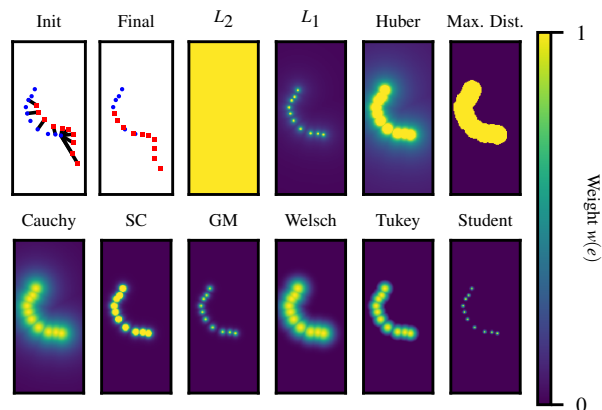 Init Final L₂ L₁ Huber Max. Dist. 1
Cauchy SC GM Welsch Tukey Student
Weight w(e)
0